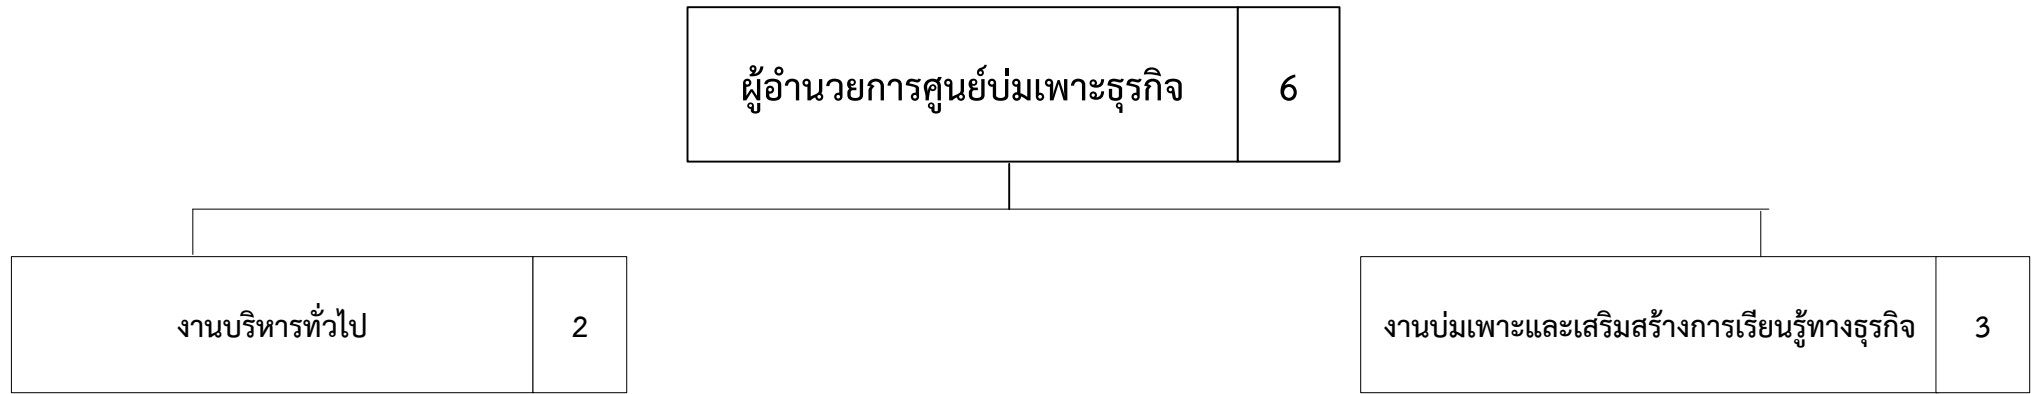 ผู้อำนวยการศูนย์บ่มเพาะธุรกิจ 6
งานบริหารทั่วไป 2
งานบ่มเพาะและเสริมสร้างการเรียนรู้ทางธุรกิจ 3